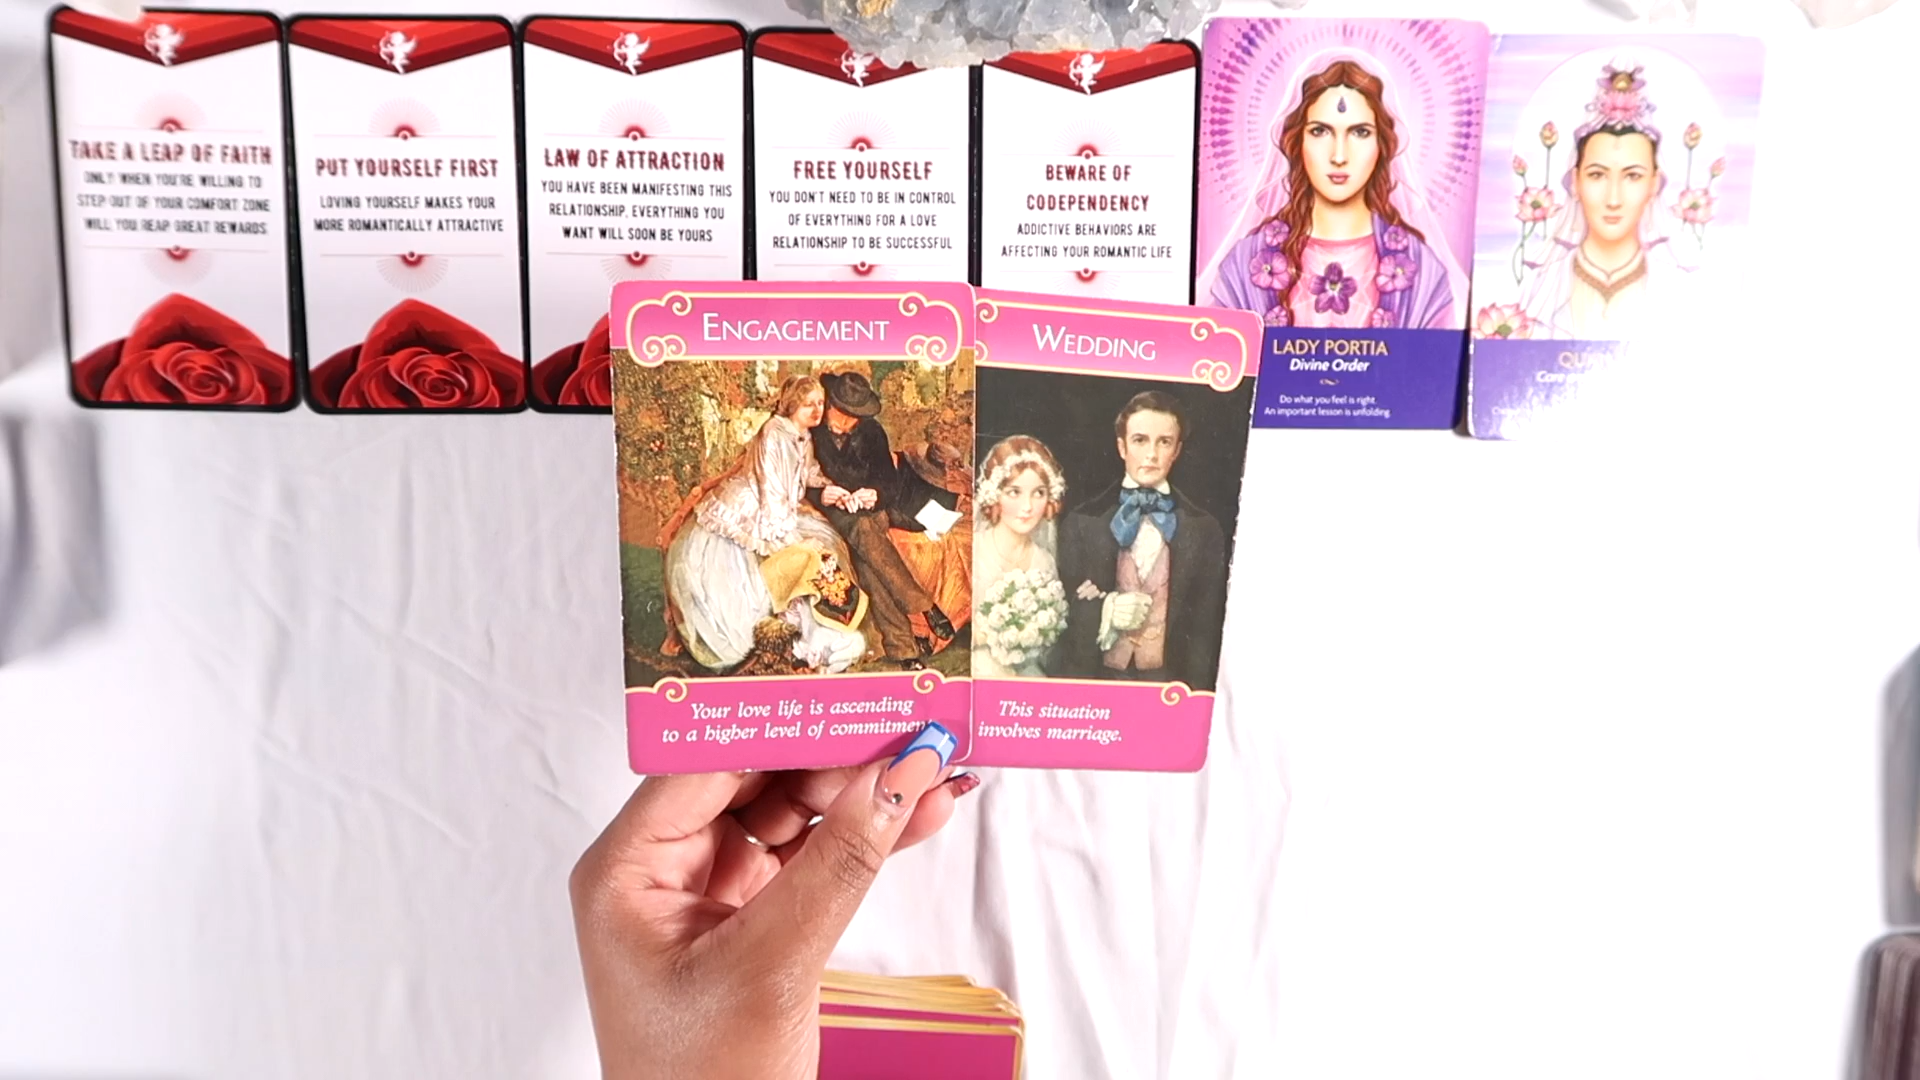 TAKE A LEAP OF FAITH
ONLY WHEN YOU'RE WILLING TO
STEP OUT OF YOUR COMFORT ZONE
WILL YOU REAP GREAT REWARDS
PUT YOURSELF FIRST
LOVING YOURSELF MAKES YOUR
MORE ROMANTICALLY ATTRACTIVE
LAW OF ATTRACTION
YOU HAVE BEEN MANIFESTING THIS
RELATIONSHIP. EVERYTHING YOU
WANT WILL SOON BE YOURS
FREE YOURSELF
YOU DON'T NEED TO BE IN CONTROL
OF EVERYTHING FOR A LOVE
RELATIONSHIP TO BE SUCCESSFUL
BEWARE OF
CODEPENDENCY
ADDICTIVE BEHAVIORS ARE
AFFECTING YOUR ROMANTIC LIFE
LADY PORTIA
Divine Order
Do what you feel is right.
An important lesson is unfolding.
ENGAGEMENT
Your love life is ascending
to a higher level of commitment
WEDDING
This situation
involves marriage.